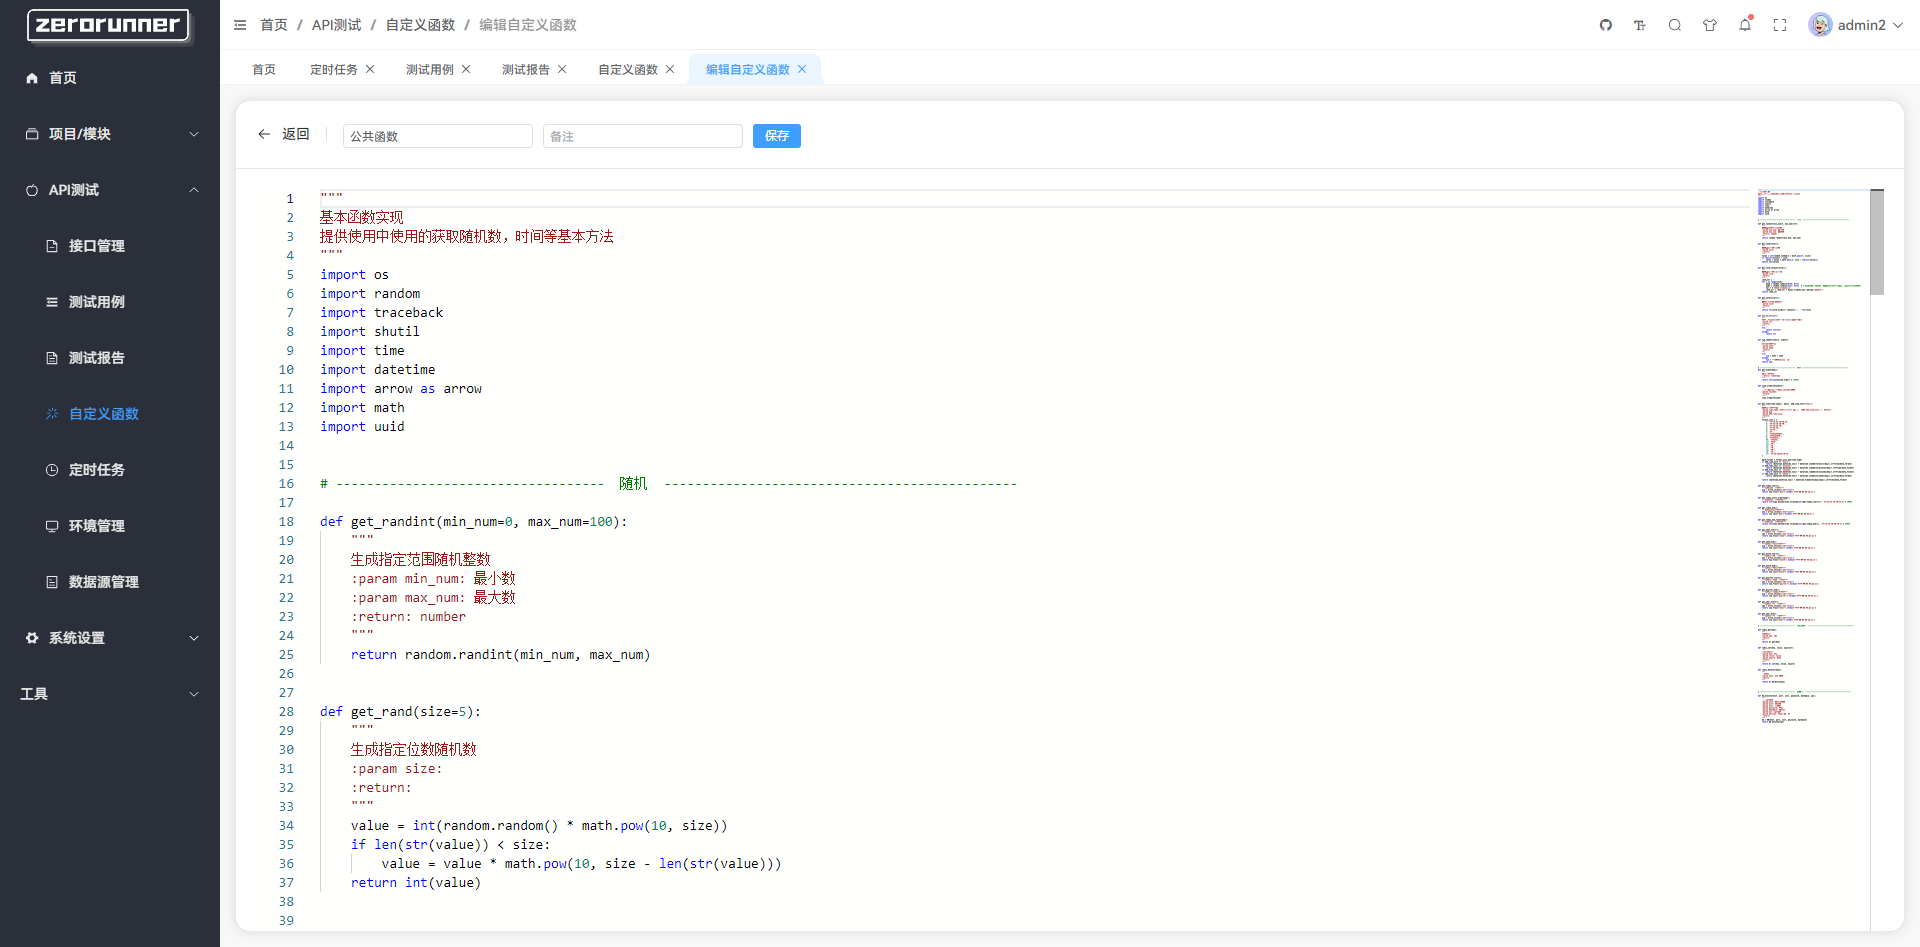 zerorunner
首页
项目/模块
API测试
接口管理
测试用例
测试报告
自定义函数
定时任务
环境管理
数据源管理
系统设置
工具
首页 / API测试 / 自定义函数 / 编辑自定义函数
admin2
首页 定时任务 测试用例 测试报告 自定义函数 编辑自定义函数
返回 公共函数 备注 保存
1 """
2 基本函数实现
3 提供使用中使用的获取随机数，时间等基本方法
4 """
5 import os
6 import random
7 import traceback
8 import shutil
9 import time
10 import datetime
11 import arrow as arrow
12 import math
13 import uuid
14
15
16 # ----------------------------------- 随机 ----------------------------------------------
17
18 def get_randint(min_num=0, max_num=100):
19 """
20 生成指定范围随机整数
21 :param min_num: 最小数
22 :param max_num: 最大数
23 :return: number
24 """
25 return random.randint(min_num, max_num)
26
27
28 def get_rand(size=5):
29 """
30 生成指定位数随机数
31 :param size:
32 :return:
33 """
34 value = int(random.random() * math.pow(10, size))
35 if len(str(value)) < size:
36 value = value * math.pow(10, size - len(str(value)))
37 return int(value)
38
39